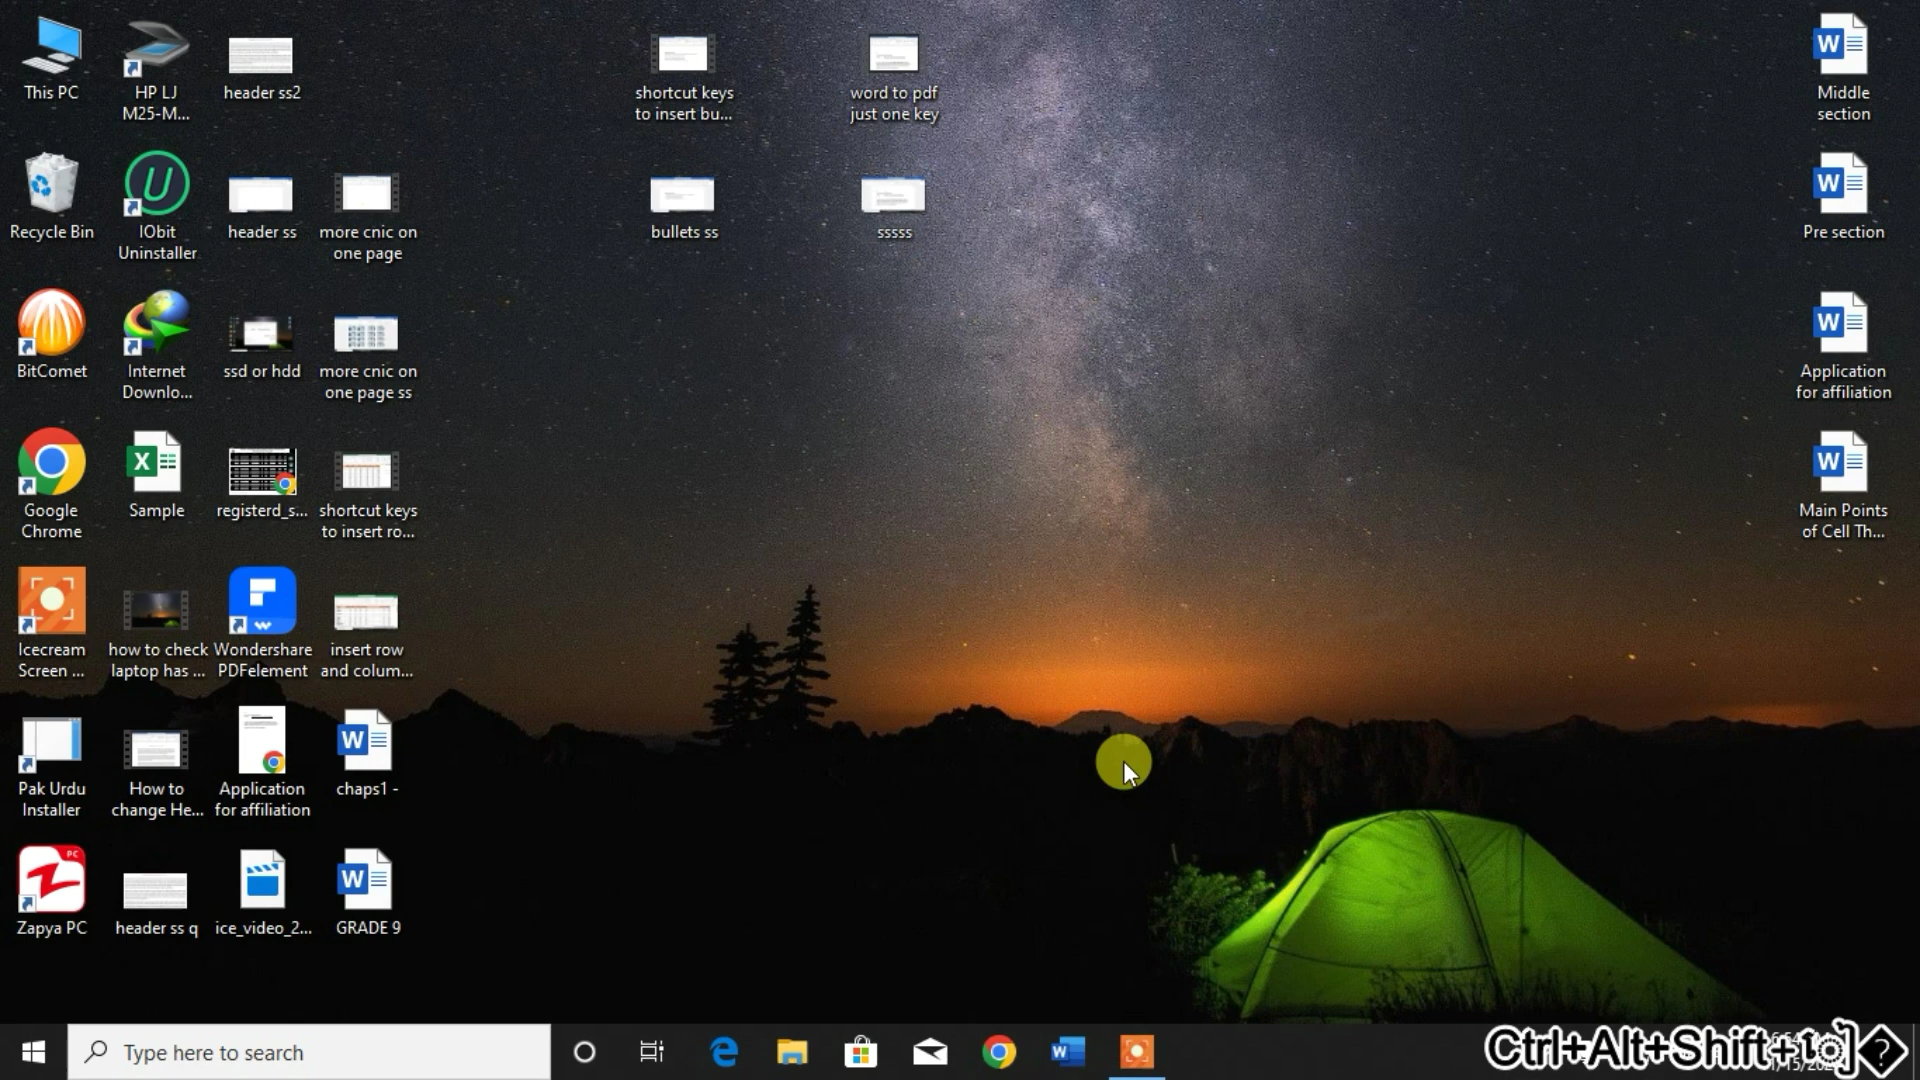 This PC
HP LJ
M25-M...
header ss2
shortcut keys
to insert bu...
word to pdf
just one key
Middle
section
Recycle Bin
IObit
Uninstaller
header ss
more cnic on
one page
bullets ss
sssss
Pre section
BitComet
Internet
Downlo...
ssd or hdd
more cnic on
one page ss
Application
for affiliation
Google
Chrome
Sample
registerd_s...
shortcut keys
to insert ro...
Main Points
of Cell Th...
Icecream
Screen ...
how to check
laptop has ...
Wondershare
PDFelement
insert row
and colum...
Pak Urdu
Installer
How to
change He...
Application
for affiliation
chaps1 -
Zapya PC
header ss q
ice_video_2...
GRADE 9
Type here to search
Ctrl+Alt+Shift+